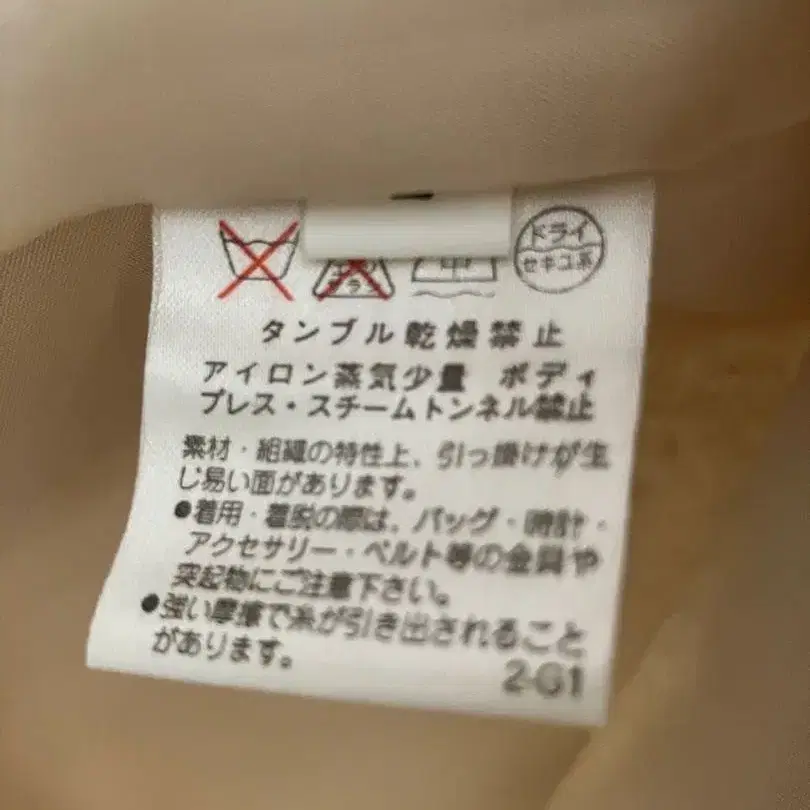 ドライ
セキユ系
タンブル乾燥禁止
アイロン蒸気少量 ボディ
プレス・スチームトンネル禁止
素材・組織の特性上、引っ掛けが生
じ易い面があります。
●着用・着脱の際は、バッグ・時計・
アクセサリー・ベルト等の金具や
突起物にご注意下さい。
●強い摩擦で糸が引き出されること
があります。
2-G1